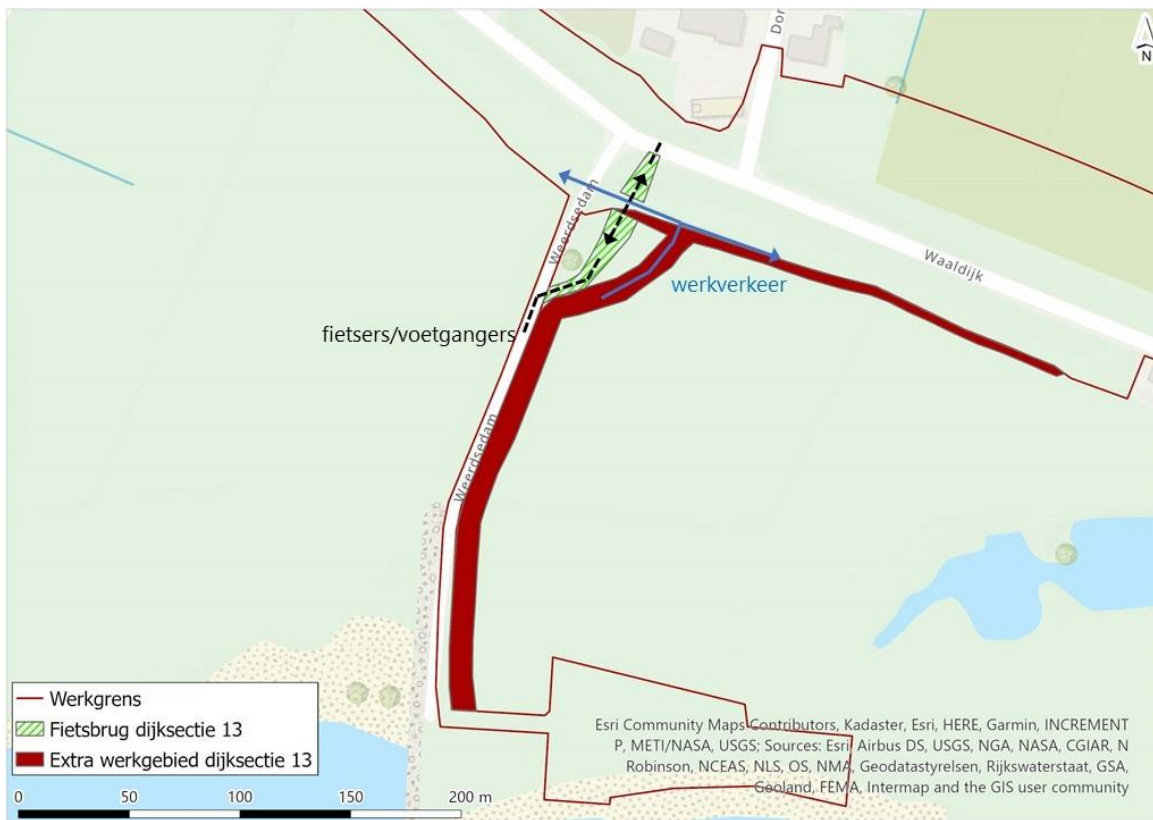 Dor
N
Weerdsedam
Waaldijk
werkverkeer
fietsers/voetgangers
Weerdsedam
Werkgrens
Fietsbrug dijksectie 13
Extra werkgebied dijksectie 13
0 50 100 150 200 m
Esri Community Maps Contributors, Kadaster, Esri, HERE, Garmin, INCREMENT
P, METI/NASA, USGS; Sources: Esri, Airbus DS, USGS, NGA, NASA, CGIAR, N
Robinson, NCEAS, NLS, OS, NMA, Geodatastyrelsen, Rijkswaterstaat, GSA,
Geoland, FEMA, Intermap and the GIS user community